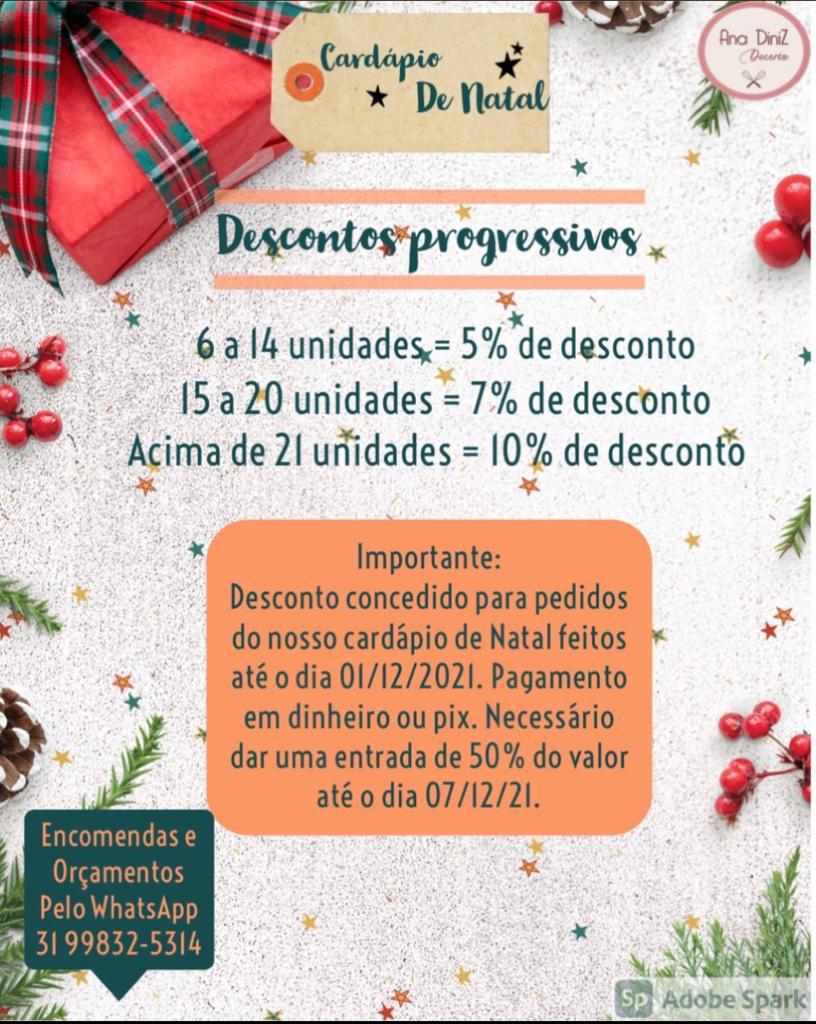 Cardápio
De Natal
Ana Diniz
Doceria
Descontos progressivos
6 a 14 unidades = 5% de desconto
15 a 20 unidades = 7% de desconto
Acima de 21 unidades = 10% de desconto
Importante:
Desconto concedido para pedidos
do nosso cardápio de Natal feitos
até o dia 01/12/2021. Pagamento
em dinheiro ou pix. Necessário
dar uma entrada de 50% do valor
até o dia 07/12/21.
Encomendas e
Orçamentos
Pelo WhatsApp
31 99832-5314
Sp Adobe Spark